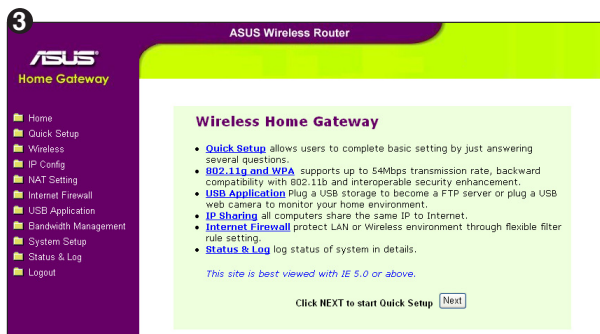 3
ASUS Wireless Router
ASUS
Home Gateway
Home
Quick Setup
Wireless
IP Config
NAT Setting
Internet Firewall
USB Application
Bandwidth Management
System Setup
Status & Log
Logout
Wireless Home Gateway
Quick Setup allows users to complete basic setting by just answering
several questions.
802.11g and WPA supports up to 54Mbps transmission rate, backward
compatibility with 802.11b and interoperable security enhancement.
USB Application Plug a USB storage to become a FTP server or plug a USB
web camera to monitor your home environment.
IP Sharing all computers share the same IP to Internet.
Internet Firewall protect LAN or Wireless environment through flexible filter
rule setting.
Status & Log log status of system in details.
This site is best viewed with IE 5.0 or above.
Click NEXT to start Quick Setup Next